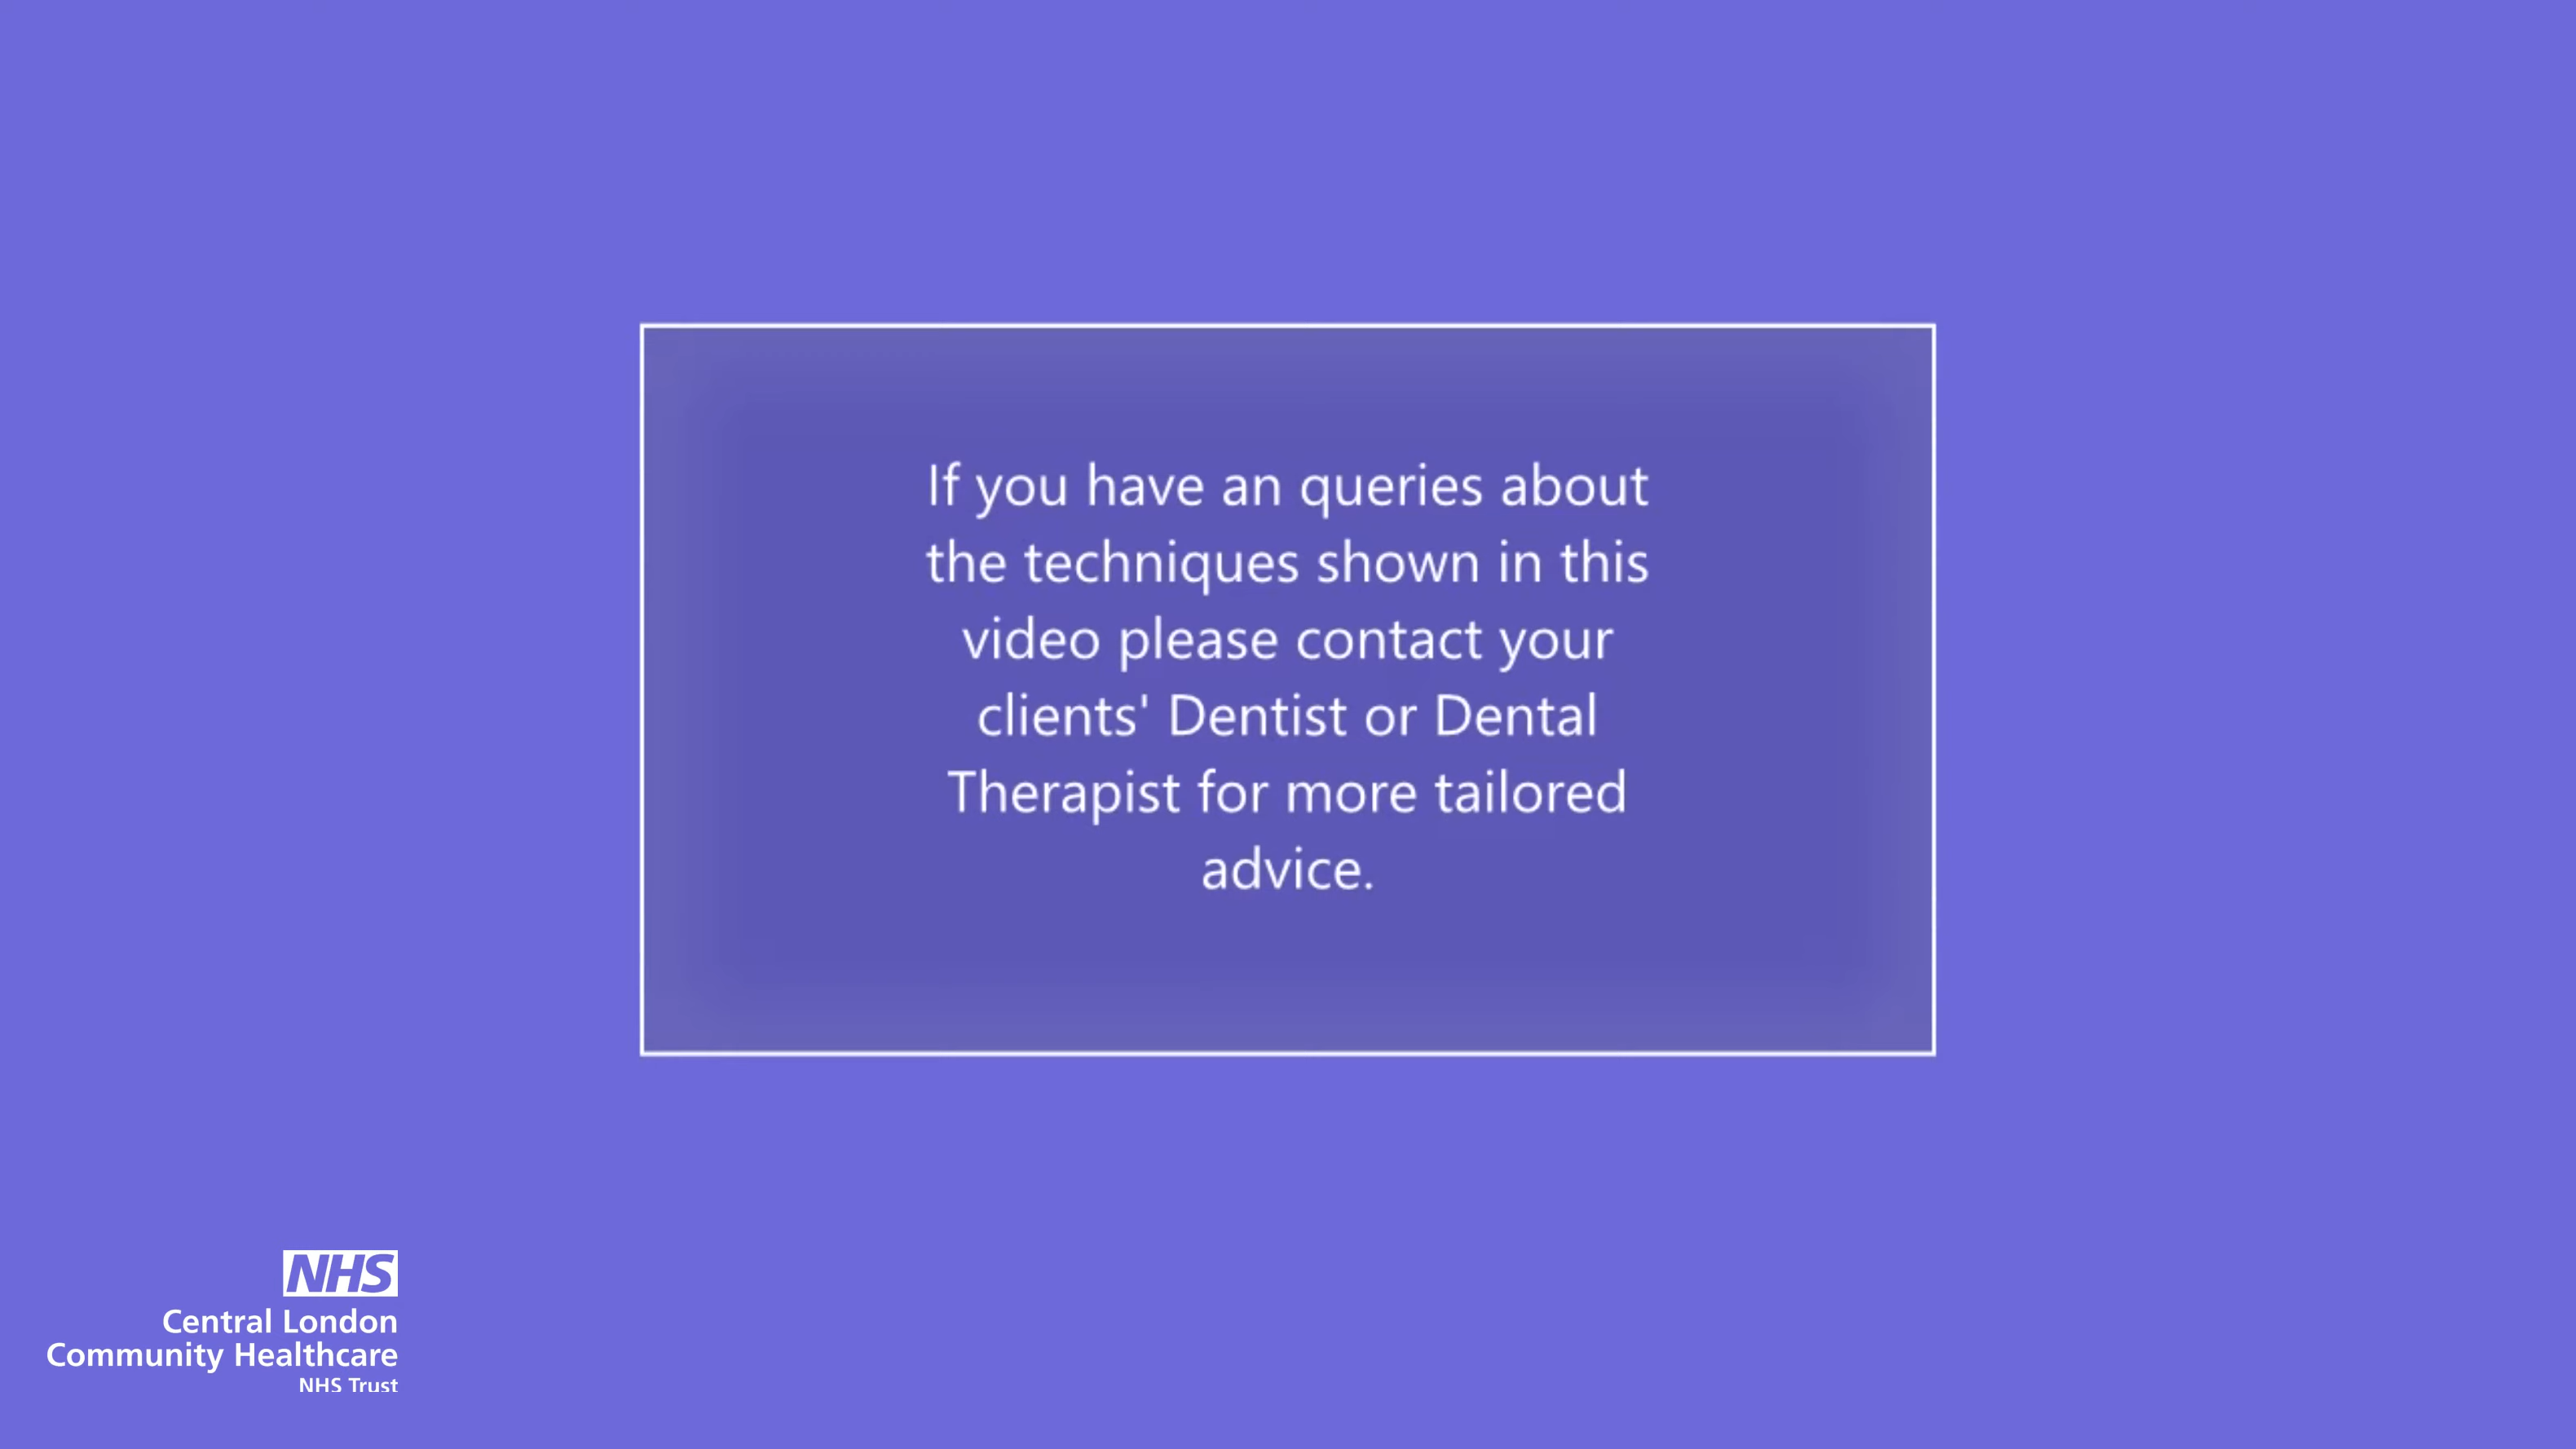 If you have an queries about
the techniques shown in this
video please contact your
clients' Dentist or Dental
Therapist for more tailored
advice.
NHS
Central London
Community Healthcare
NHS Trust